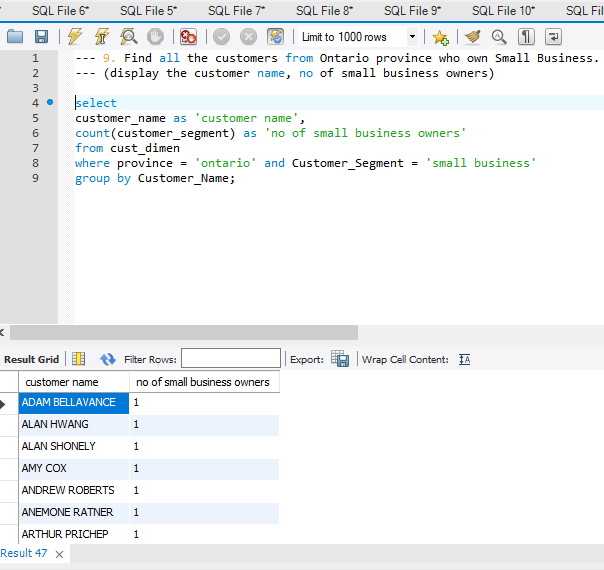 SQL File 6* SQL File 5* SQL File 7* SQL File 8* SQL File 9* SQL File 10* SQL Fil
Limit to 1000 rows
1 --- 9. Find all the customers from Ontario province who own Small Business.
2 --- (display the customer name, no of small business owners)
3
4 select
5 customer_name as 'customer name',
6 count(customer_segment) as 'no of small business owners'
7 from cust_dimen
8 where province = 'ontario' and Customer_Segment = 'small business'
9 group by Customer_Name;
Result Grid Filter Rows: Export: Wrap Cell Content: IA
customer name no of small business owners
ADAM BELLAVANCE 1
ALAN HWANG 1
ALAN SHONELY 1
AMY COX 1
ANDREW ROBERTS 1
ANEMONE RATNER 1
ARTHUR PRICHEP 1
Result 47 ×